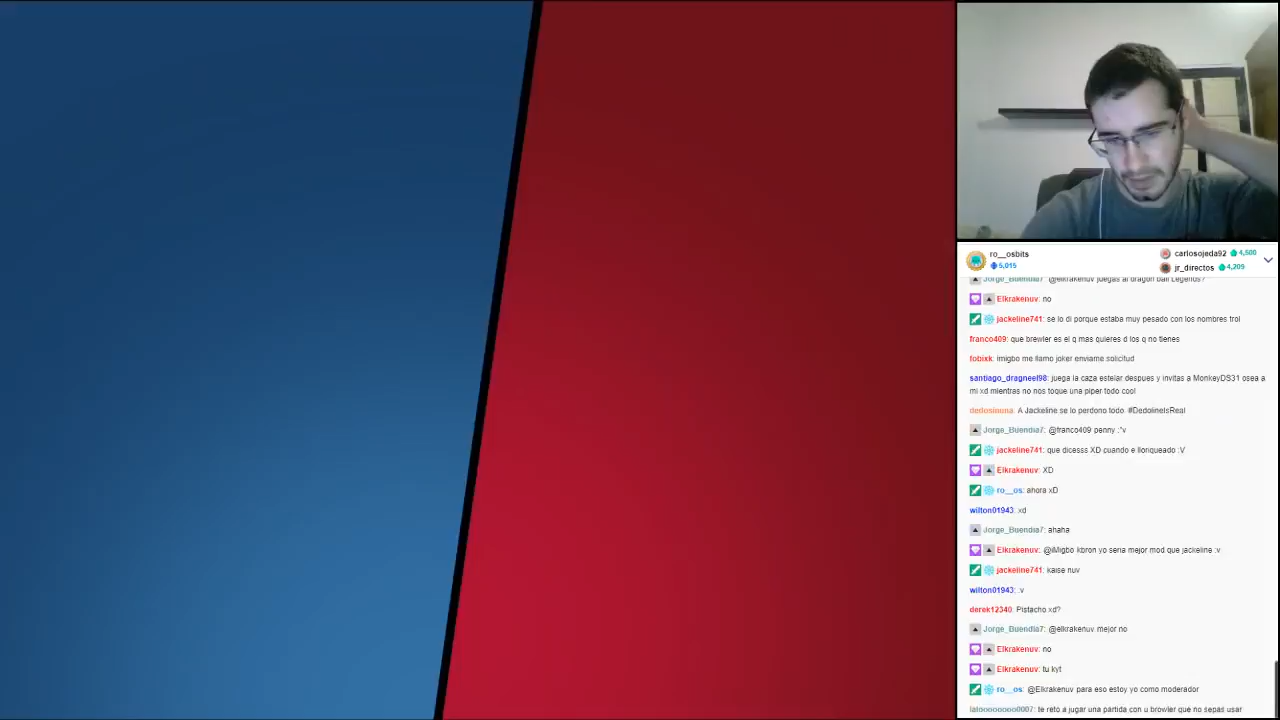 ro__osbits
5,015
carlosojeda92 4,500
jr_directos 4,209
Jorge_Buendia7: @elkrakenuv juegas al dragon ball Legends?
Elkrakenuv: no
jackeline741: se lo di porque estaba muy pesado con los nombres trol
franco409: que brewler es el q mas quieres d los q no tienes
fobixk: imigbo me llamo joker enviame solicitud
santiago_dragneel98: juega la caza estelar despues y invitas a MonkeyDS31 osea a
mi xd mientras no nos toque una piper todo cool
dedosiouna: A Jackeline se lo perdono todo. #DedolineIsReal
Jorge_Buendia7: @franco409 penny :"v
jackeline741: que dicesss XD cuando e lloriqueado :V
Elkrakenuv: XD
ro__os: ahora xD
wilton01943: xd
Jorge_Buendia7: ahaha
Elkrakenuv: @iMigbo kbron yo seria mejor mod que jackeline :v
jackeline741: kaise nuv
wilton01943: :v
derek12340: Pistacho xd?
Jorge_Buendia7: @elkrakenuv mejor no
Elkrakenuv: no
Elkrakenuv: tu kyt
ro__os: @Elkrakenuv para eso estoy yo como moderador
te reto a jugar una partida con u browler que no sepas usar